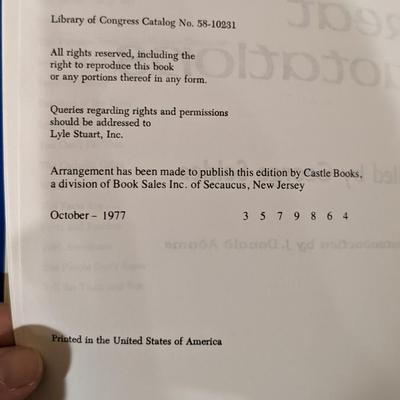 Library of Congress Catalog No. 58-10231
All rights reserved, including the
right to reproduce this book
or any portions thereof in any form.
Queries regarding rights and permissions
should be addressed to
Lyle Stuart, Inc.
Arrangement has been made to publish this edition by Castle Books,
a division of Book Sales Inc. of Secaucus, New Jersey
October – 1977 3 5 7 9 8 6 4
Printed in the United States of America